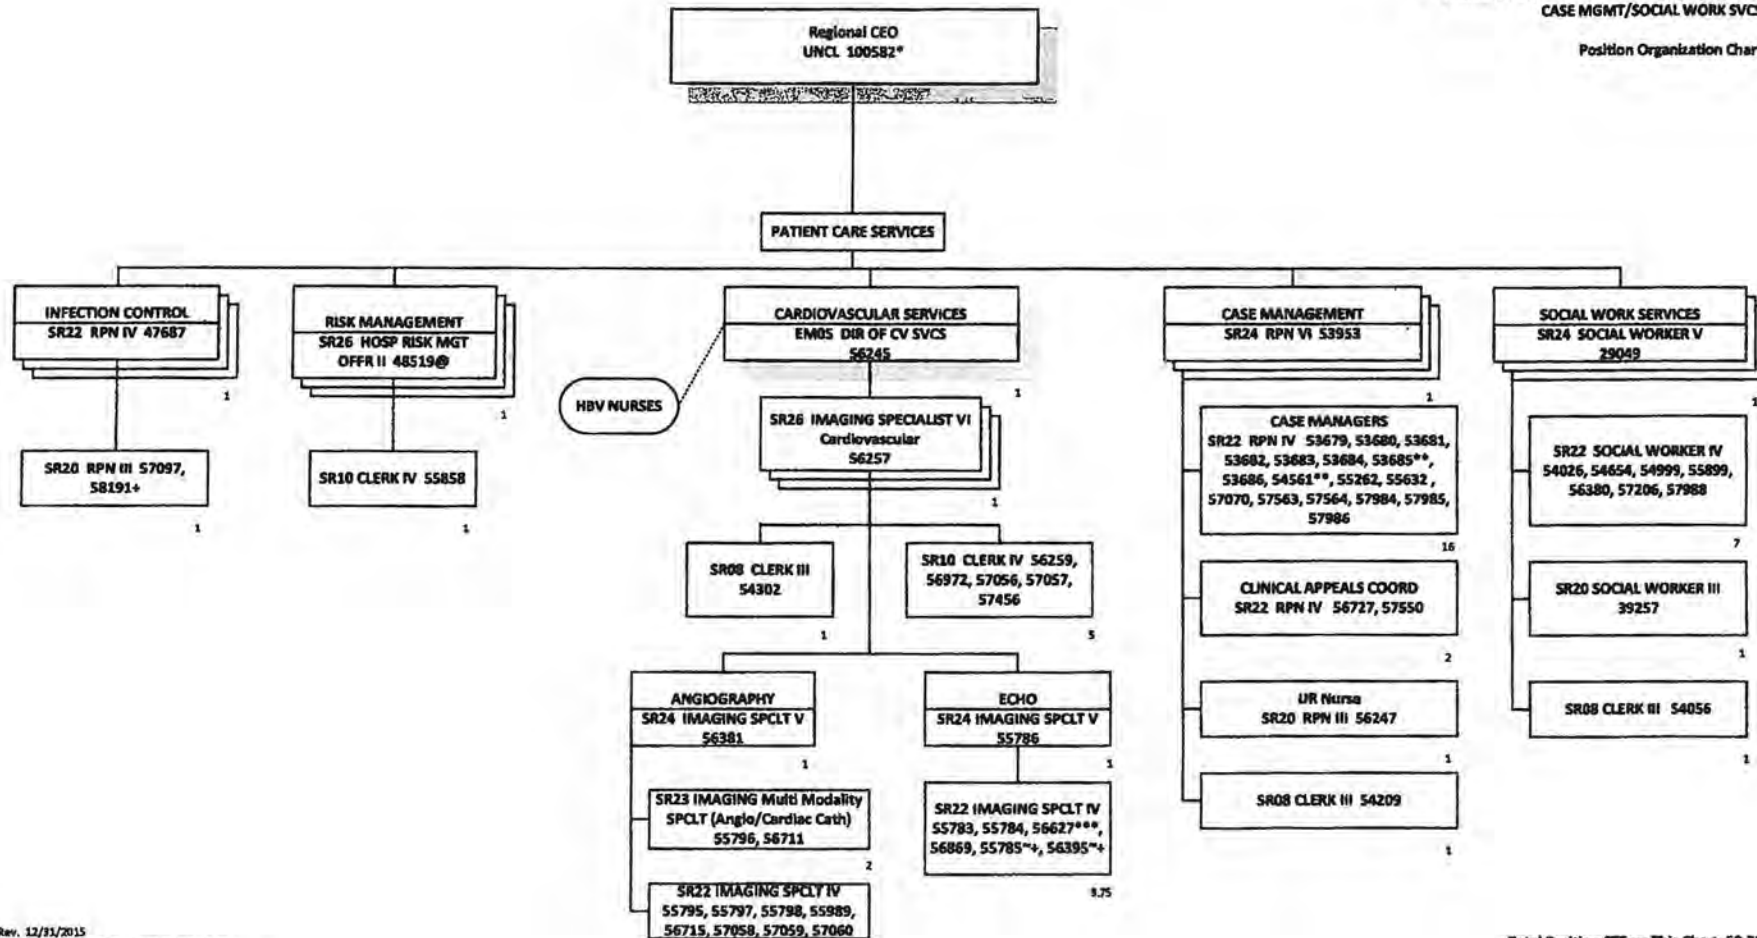 CASE MGMT/SOCIAL WORK SVCS
Position Organization Char
Regional CEO
UNCL 100582*
PATIENT CARE SERVICES
INFECTION CONTROL
SR22 RPN IV 47687
1
SR20 RPN III 57097,
58191+
1
RISK MANAGEMENT
SR26 HOSP RISK MGT
OFFR II 48519@
1
SR10 CLERK IV 55858
1
CARDIOVASCULAR SERVICES
EM05 DIR OF CV SVCS
56245
1
HBV NURSES
SR26 IMAGING SPECIALIST VI
Cardiovascular
56257
1
SR08 CLERK III
54302
1
SR10 CLERK IV 56259,
56972, 57056, 57057,
57456
5
ANGIOGRAPHY
SR24 IMAGING SPCLT V
56381
1
SR23 IMAGING Multi Modality
SPCLT (Angio/Cardiac Cath)
55796, 56711
2
SR22 IMAGING SPCLT IV
55795, 55797, 55798, 55989,
56715, 57058, 57059, 57060
ECHO
SR24 IMAGING SPCLT V
55786
1
SR22 IMAGING SPCLT IV
55783, 55784, 56627***,
56869, 55785~+, 56395~+
3.75
CASE MANAGEMENT
SR24 RPN VI 53953
1
CASE MANAGERS
SR22 RPN IV 53679, 53680, 53681,
53682, 53683, 53684, 53685**,
53686, 54561**, 55262, 55632,
57070, 57563, 57564, 57984, 57985,
57986
16
CLINICAL APPEALS COORD
SR22 RPN IV 56727, 57550
2
UR Nurse
SR20 RPN III 56247
1
SR08 CLERK III 54209
1
SOCIAL WORK SERVICES
SR24 SOCIAL WORKER V
29049
1
SR22 SOCIAL WORKER IV
54026, 54654, 54999, 55899,
56380, 57206, 57988
7
SR20 SOCIAL WORKER III
39257
1
SR08 CLERK III 54056
1
Rev. 12/31/2015